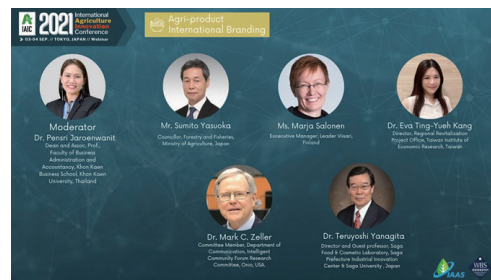 IAIC
2021
International
Agriculture
Innovation
Conference
03-04 SEP. // TOKYO, JAPAN // Webinar
Agri-product
International Branding
Moderator
Dr. Pensri Jaroenwanit
Dean and Assoc. Prof.,
Faculty of Business
Administration and
Accountancy, Khon Kaen
Business School, Khon Kaen
University, Thailand
Mr. Sumito Yasuoka
Councillor, Forestry and Fisheries,
Ministry of Agriculture, Japan
Ms. Marja Salonen
Executive Manager, Leader Viisari,
Finland
Dr. Eva Ting-Yueh Kang
Director, Regional Revitalization
Project Office, Taiwan Institute of
Economic Research, Taiwan
Dr. Mark C. Zeller
Committee Member, Department of
Communication, Intelligent
Community Forum Research
Committee, Ohio, USA.
Dr. Teruyoshi Yanagita
Director and Guest professor, Saga
Food & Cosmetic Laboratory, Saga
Prefecture Industrial Innovation
Center & Saga University , Japan
IAAS
WBS